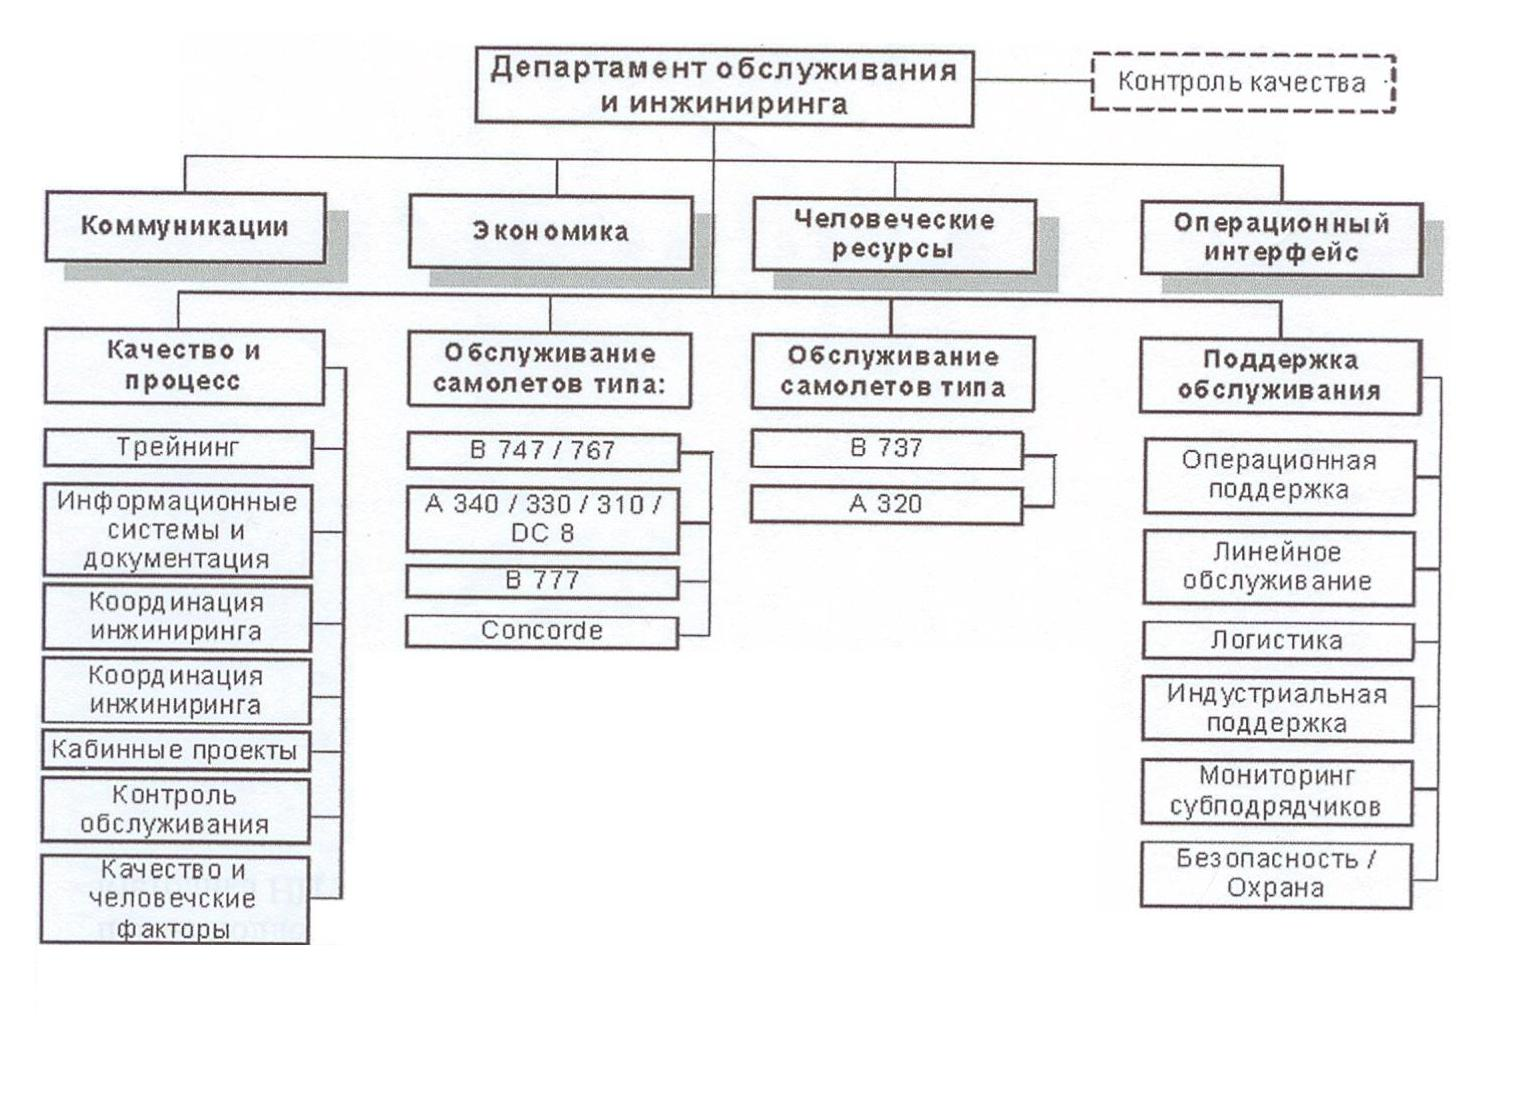 Департамент обслуживания
и инжиниринга
Контроль качества
Коммуникации
Экономика
Человеческие
ресурсы
Операционный
интерфейс
Качество и
процесс
Трейнинг
Информационные
системы и
документация
Координация
инжиниринга
Координация
инжиниринга
Кабинные проекты
Контроль
обслуживания
Качество и
человечские
факторы
Обслуживание
самолетов типа:
В 747 / 767
А 340 / 330 / 310 /
DC 8
В 777
Concorde
Обслуживание
самолетов типа
В 737
А 320
Поддержка
обслуживания
Операционная
поддержка
Линейное
обслуживание
Логистика
Индустриальная
поддержка
Мониторинг
субподрядчиков
Безопасность /
Охрана